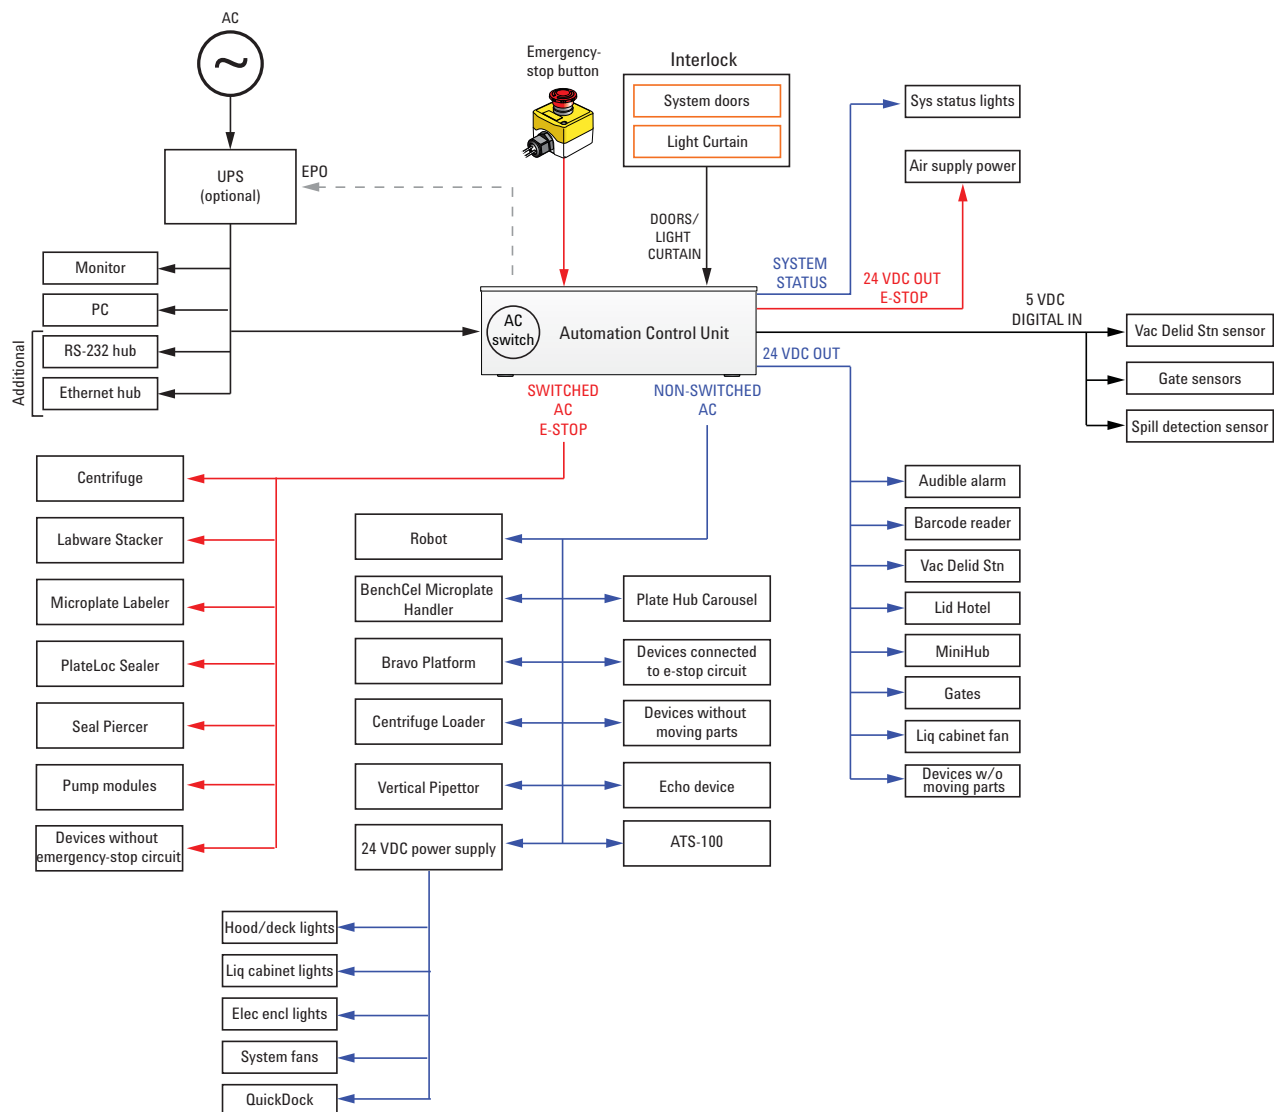 AC
Emergency-
stop button
Interlock
System doors
Light Curtain
Sys status lights
Air supply power
UPS
(optional)
EPO
DOORS/
LIGHT
CURTAIN
SYSTEM
STATUS
24 VDC OUT
E-STOP
5 VDC
DIGITAL IN
Monitor
PC
Additional
RS-232 hub
Ethernet hub
AC
switch
Automation Control Unit
24 VDC OUT
Vac Delid Stn sensor
Gate sensors
Spill detection sensor
SWITCHED
AC
E-STOP
NON-SWITCHED
AC
Centrifuge
Labware Stacker
Microplate Labeler
PlateLoc Sealer
Seal Piercer
Pump modules
Devices without
emergency-stop circuit
Robot
BenchCel Microplate
Handler
Bravo Platform
Centrifuge Loader
Vertical Pipettor
24 VDC power supply
Plate Hub Carousel
Devices connected
to e-stop circuit
Devices without
moving parts
Echo device
ATS-100
Audible alarm
Barcode reader
Vac Delid Stn
Lid Hotel
MiniHub
Gates
Liq cabinet fan
Devices w/o
moving parts
Hood/deck lights
Liq cabinet lights
Elec encl lights
System fans
QuickDock